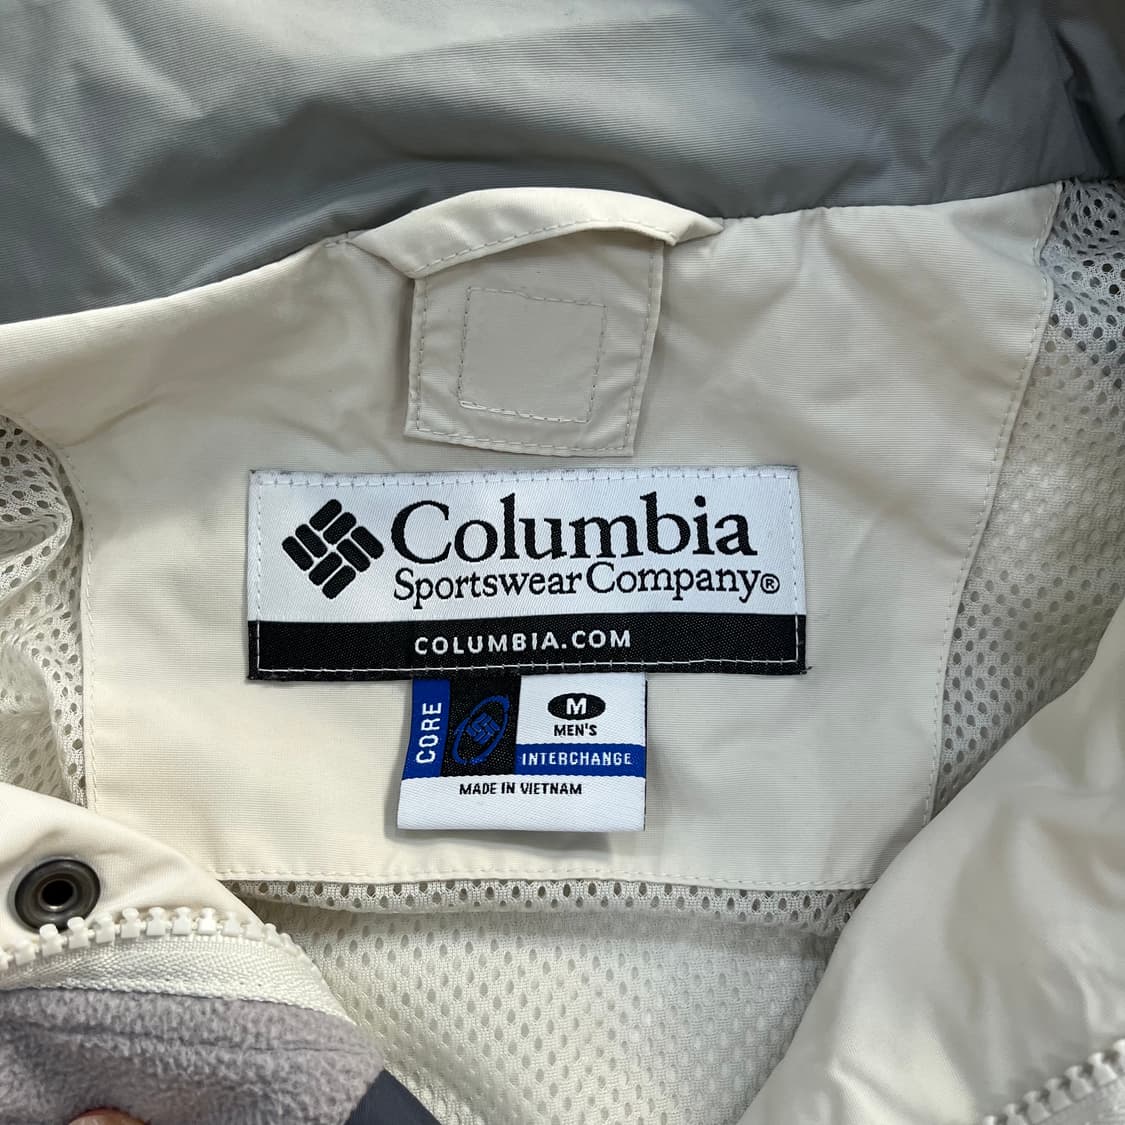 Columbia
Sportswear Company®
COLUMBIA.COM
CORE
M
MEN'S
INTERCHANGE
MADE IN VIETNAM